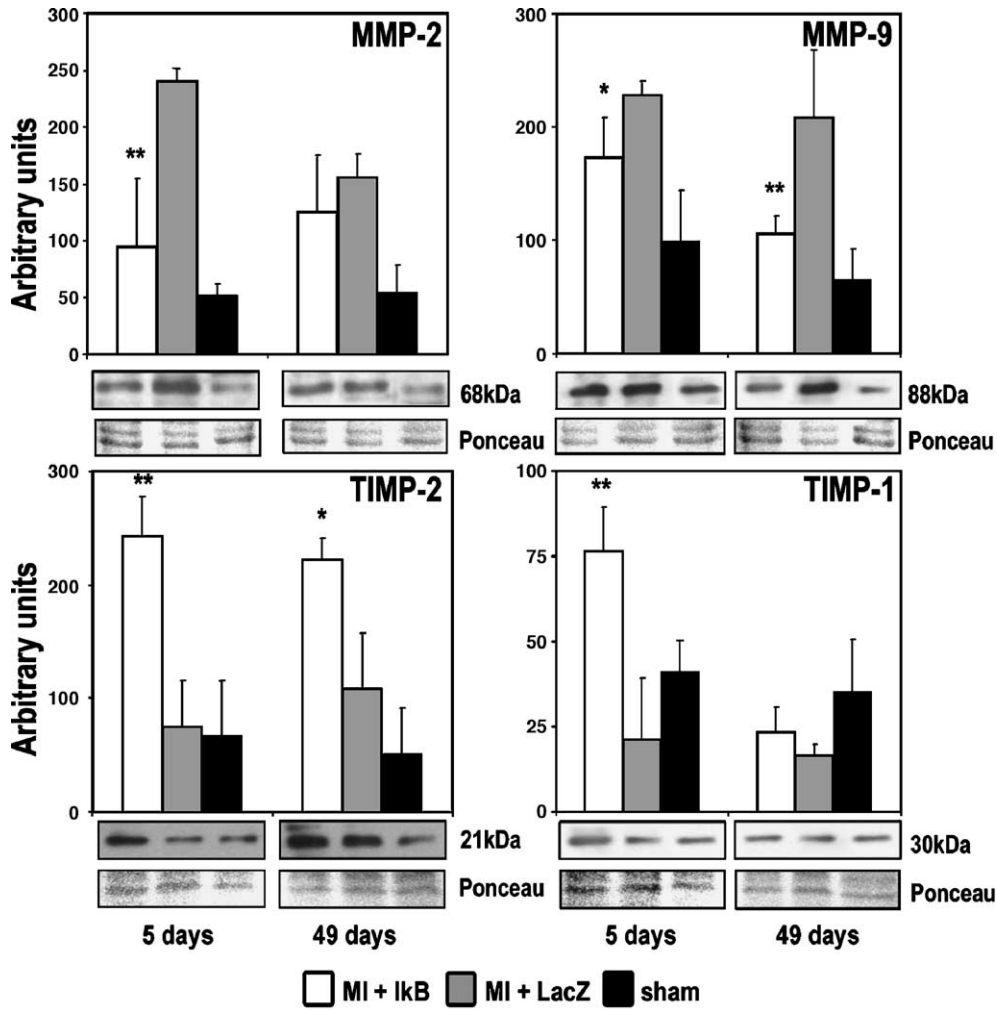 300
MMP-2
250
**
200
150
100
50
0
Arbitrary units
68kDa
Ponceau
300
MMP-9
*
200
**
100
0
88kDa
Ponceau
300
**
TIMP-2
*
200
100
0
Arbitrary units
21kDa
Ponceau
5 days
49 days
100
**
TIMP-1
75
50
25
0
30kDa
Ponceau
5 days
49 days
MI + IkB
MI + LacZ
sham